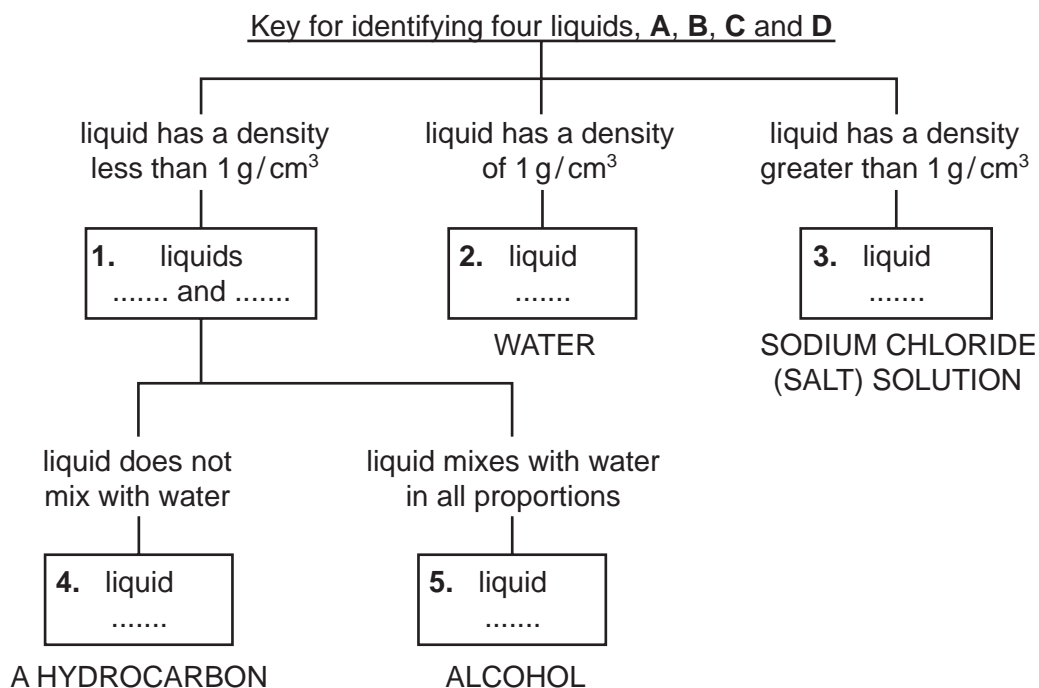 Key for identifying four liquids, A, B, C and D
liquid has a density
less than 1 g / cm³
liquid has a density
of 1 g / cm³
liquid has a density
greater than 1 g / cm³
1. liquids
....... and .......
2. liquid
.......
WATER
3. liquid
.......
SODIUM CHLORIDE
(SALT) SOLUTION
liquid does not
mix with water
liquid mixes with water
in all proportions
4. liquid
.......
A HYDROCARBON
5. liquid
.......
ALCOHOL